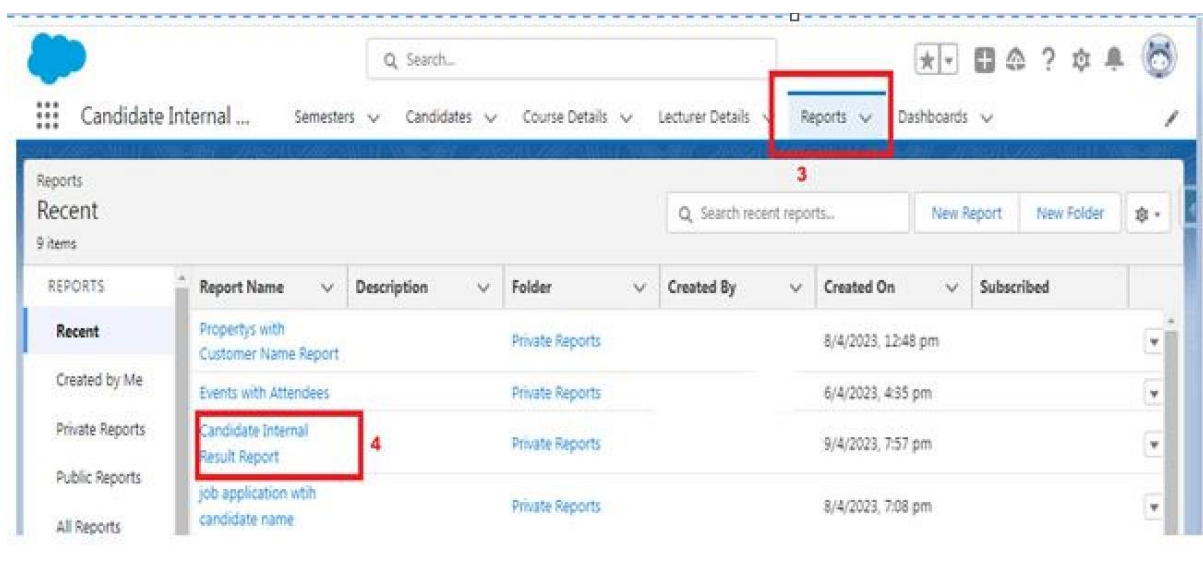 Search...
Candidate Internal ... Semesters Candidates Course Details Lecturer Details Reports Dashboards
3
Reports
Recent
9 items
Search recent reports... New Report New Folder
REPORTS Report Name Description Folder Created By Created On Subscribed
Recent
Propertys with
Customer Name Report
Private Reports 8/4/2023, 12:48 pm
Created by Me
Events with Attendees Private Reports 6/4/2023, 4:35 pm
Private Reports
Candidate Internal
Result Report
4
Private Reports 9/4/2023, 7:57 pm
Public Reports
job application wtih
candidate name
Private Reports 8/4/2023, 7:08 pm
All Reports